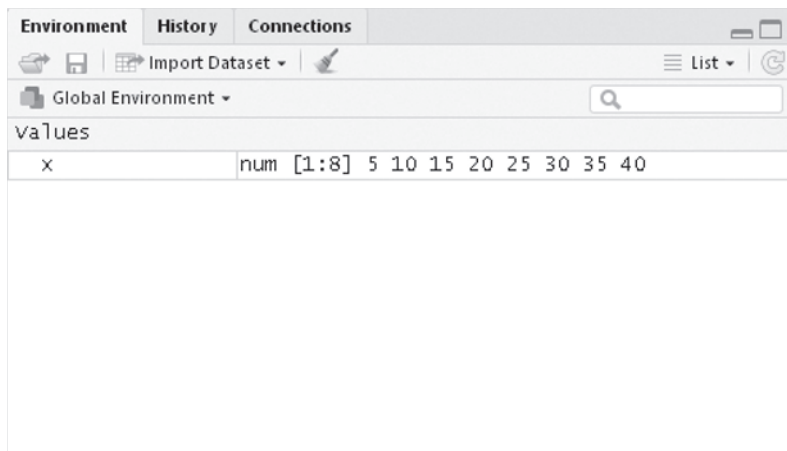 Environment History Connections
Import Dataset List
Global Environment
Values
x num [1:8] 5 10 15 20 25 30 35 40